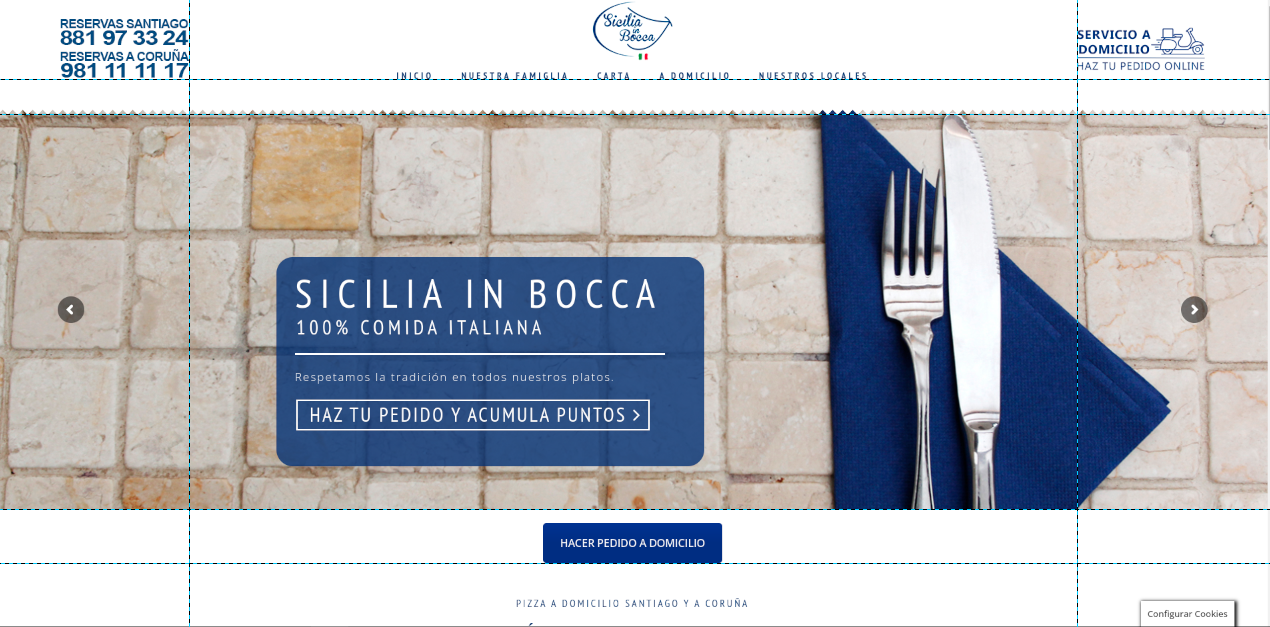 RESERVAS SANTIAGO
881 97 33 24
RESERVAS A CORUÑA
981 11 11 17
Sicilia
in
Bocca
SERVICIO A
DOMICILIO
HAZ TU PEDIDO ONLINE
INICIO NUESTRA FAMIGLIA CARTA A DOMICILIO NUESTROS LOCALES
SICILIA IN BOCCA
100% COMIDA ITALIANA
Respetamos la tradición en todos nuestros platos.
HAZ TU PEDIDO Y ACUMULA PUNTOS >
HACER PEDIDO A DOMICILIO
PIZZA A DOMICILIO SANTIAGO Y A CORUÑA
Configurar Cookies